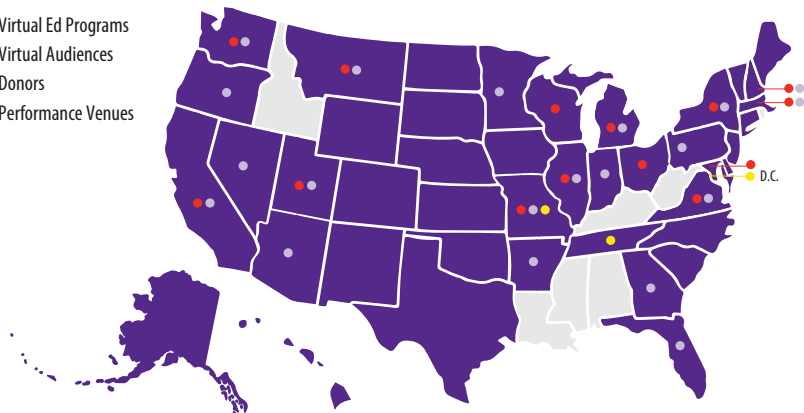 Virtual Ed Programs
Virtual Audiences
Donors
Performance Venues
D.C.